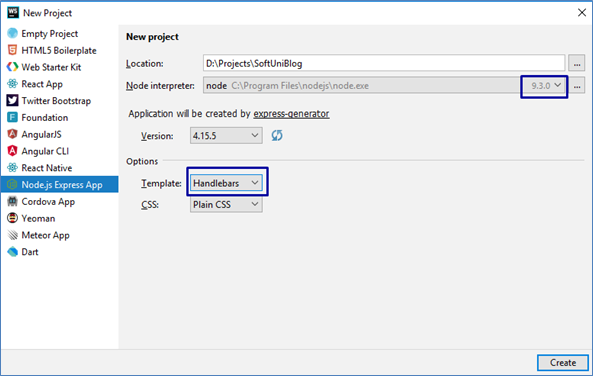 WS New Project
Empty Project
HTML5 Boilerplate
Web Starter Kit
React App
Twitter Bootstrap
Foundation
AngularJS
Angular CLI
React Native
Node.js Express App
Cordova App
Yeoman
Meteor App
Dart
New project
Location: D:\Projects\SoftUniBlog ...
Node interpreter: node C:\Program Files\nodejs\node.exe 9.3.0 ...
Application will be created by express-generator
Version: 4.15.5
Options
Template: Handlebars
CSS: Plain CSS
Create